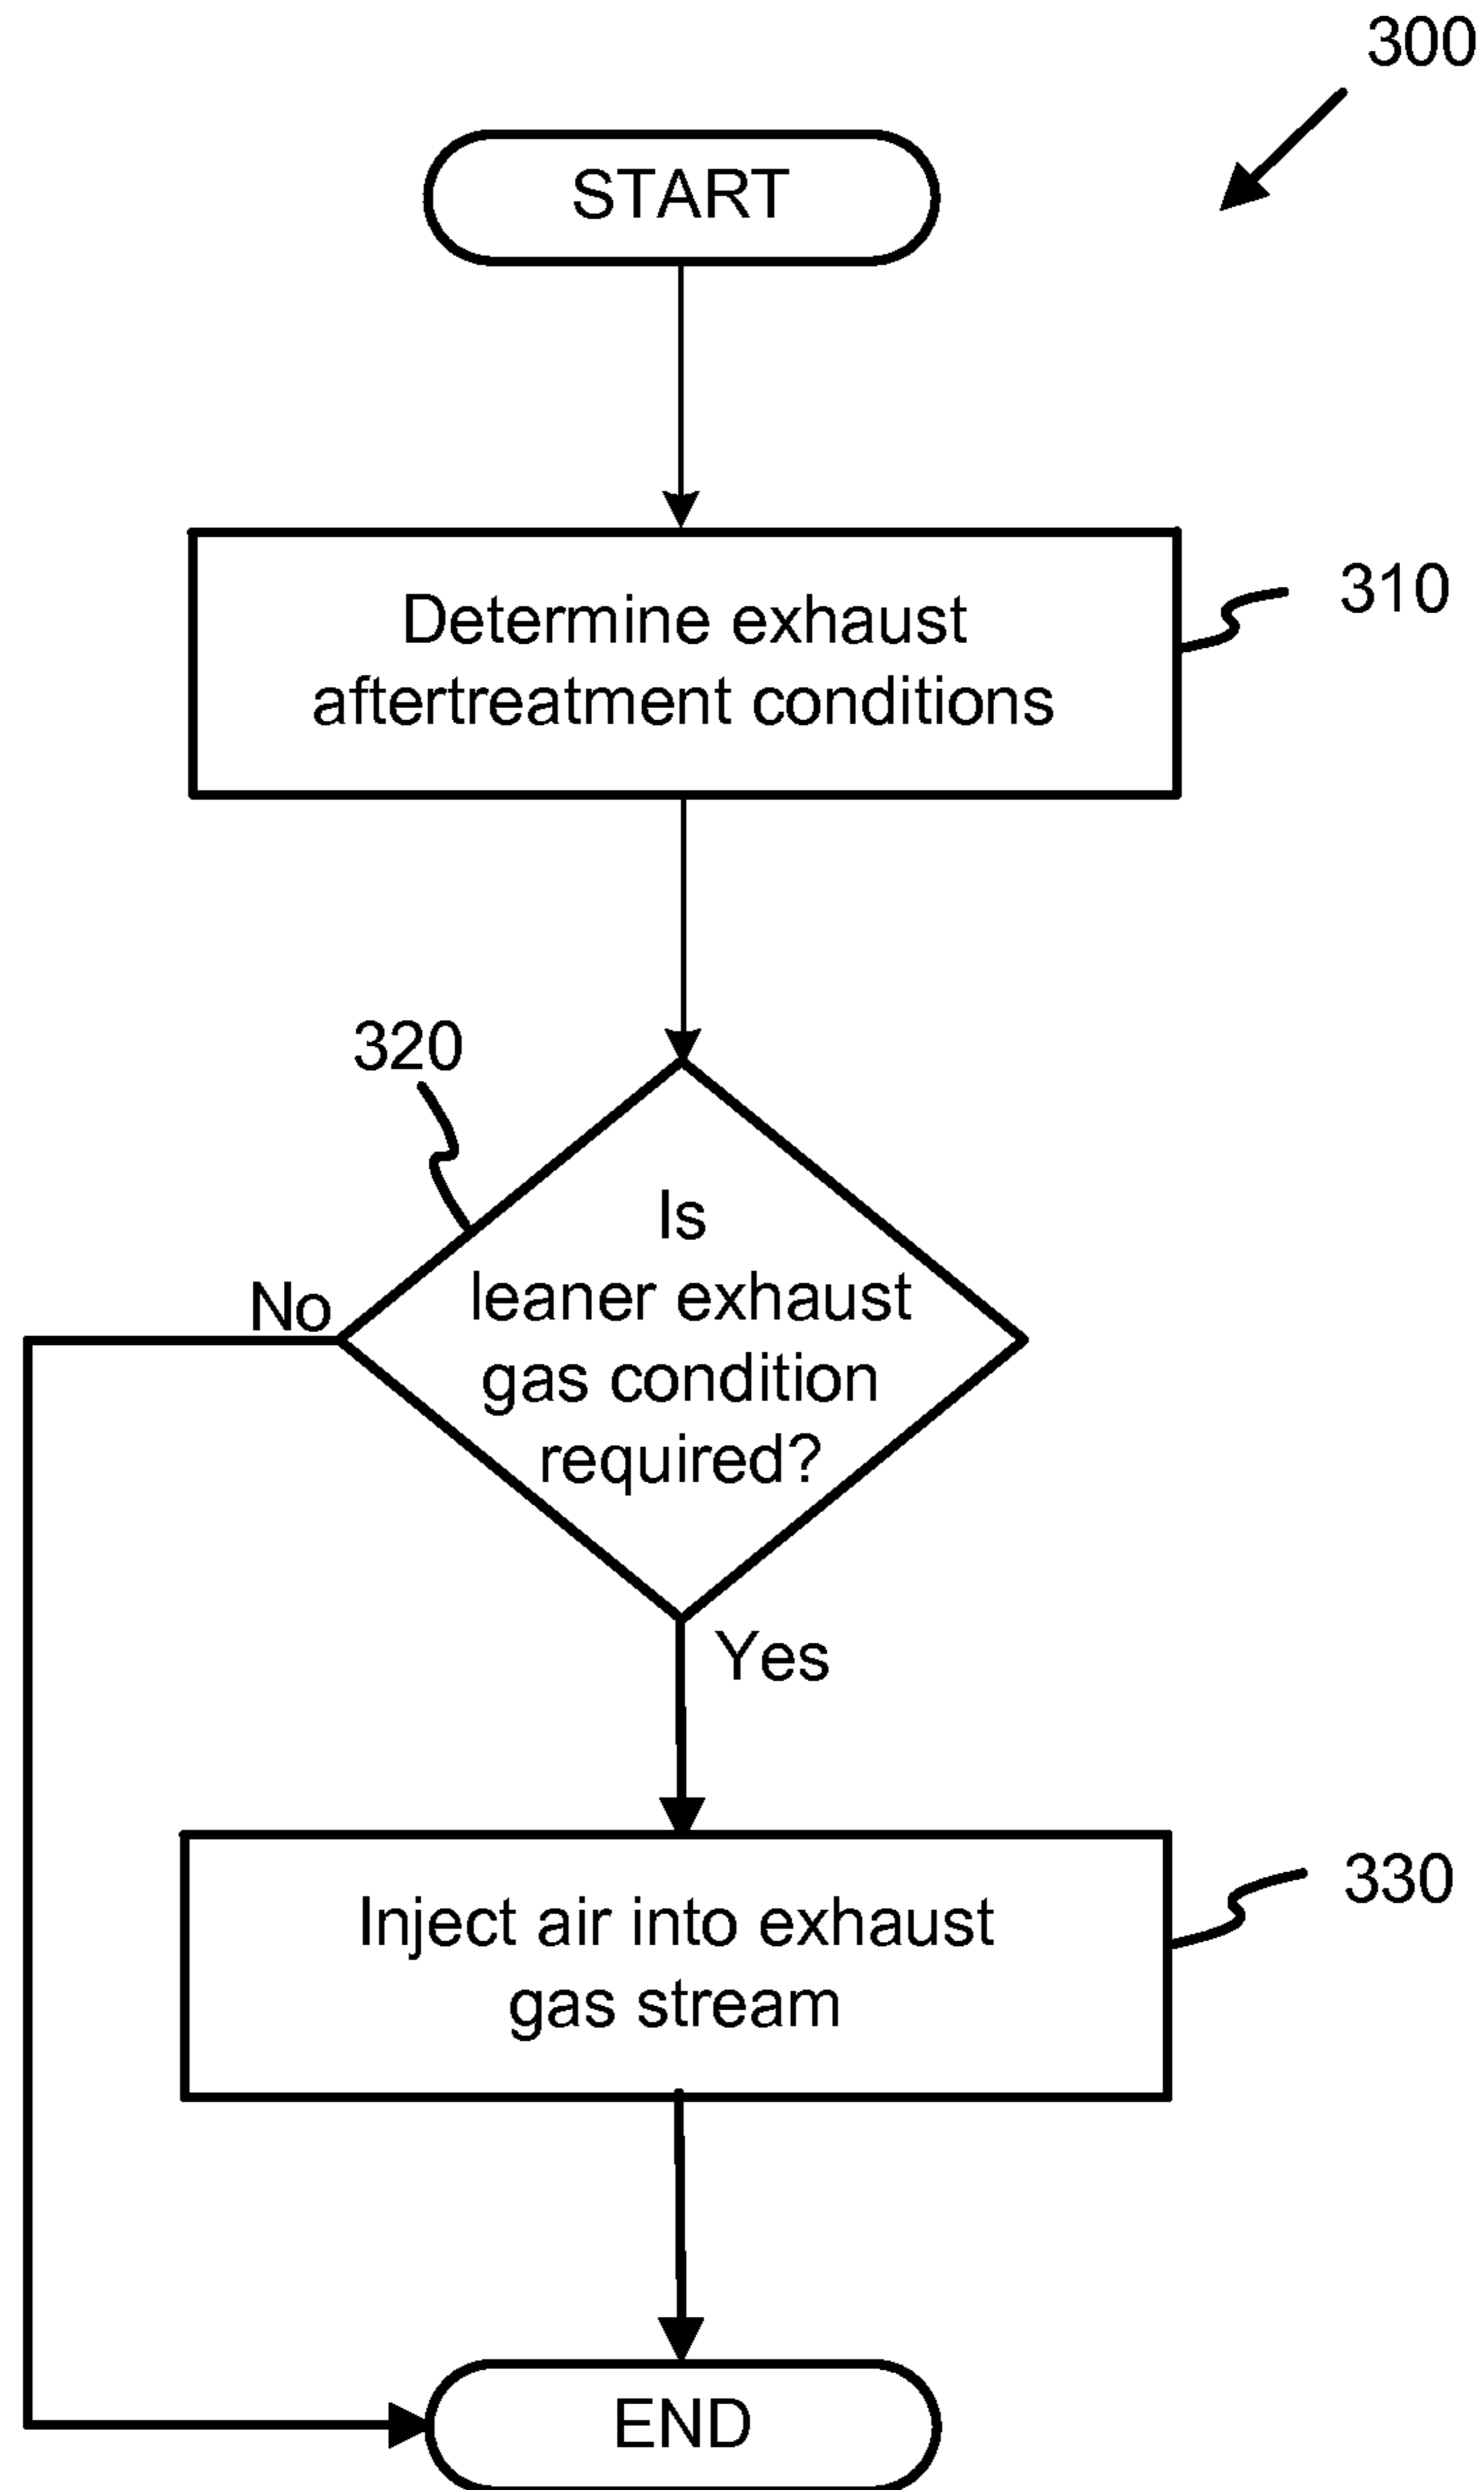 300
START
Determine exhaust
aftertreatment conditions
310
320
Is
leaner exhaust
gas condition
required?
No
Yes
Inject air into exhaust
gas stream
330
END